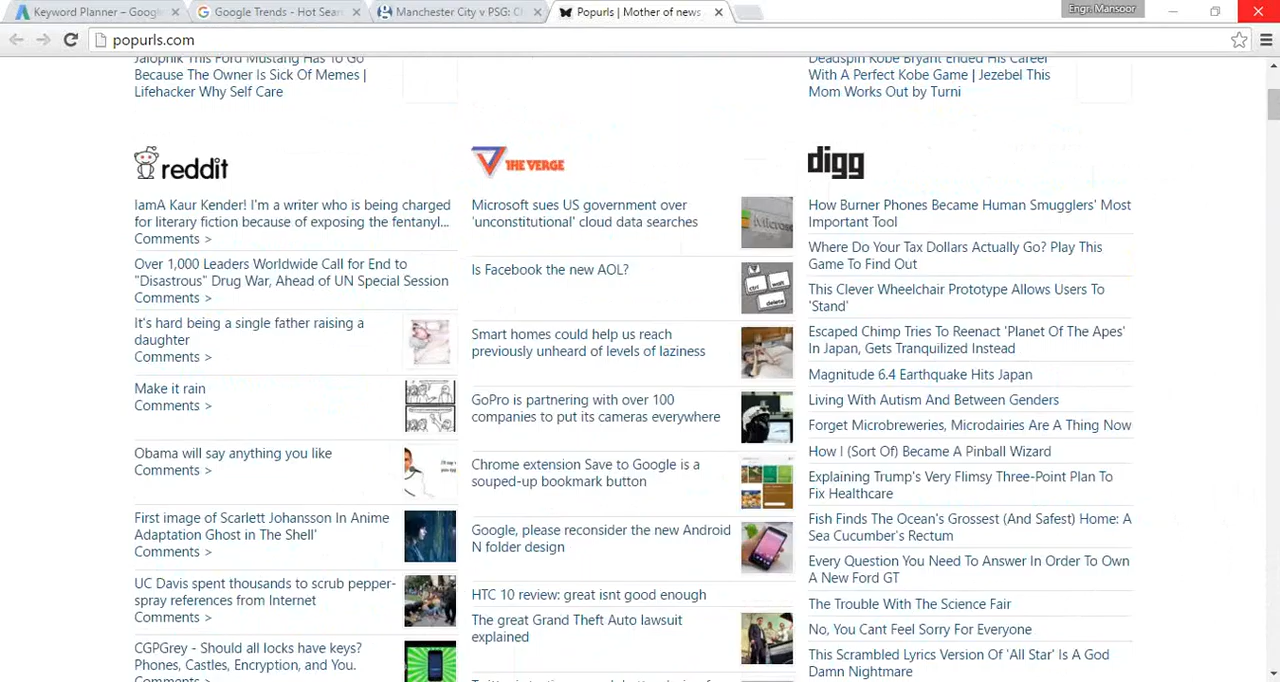 Keyword Planner – Googl
Google Trends - Hot Sear
Manchester City v PSG: Ch
Popurls | Mother of news
Engr. Mansoor
popurls.com
Jalopnik This Ford Mustang Has To Go
Because The Owner Is Sick Of Memes |
Lifehacker Why Self Care
Deadspin Kobe Bryant Ended His Career
With A Perfect Kobe Game | Jezebel This
Mom Works Out by Turni
reddit
IamA Kaur Kender! I'm a writer who is being charged
for literary fiction because of exposing the fentanyl...
Comments >
Over 1,000 Leaders Worldwide Call for End to
"Disastrous" Drug War, Ahead of UN Special Session
Comments >
It's hard being a single father raising a
daughter
Comments >
Make it rain
Comments >
Obama will say anything you like
Comments >
First image of Scarlett Johansson In Anime
Adaptation Ghost in The Shell'
Comments >
UC Davis spent thousands to scrub pepper-
spray references from Internet
Comments >
CGPGrey - Should all locks have keys?
Phones, Castles, Encryption, and You.
Comments >
THE VERGE
Microsoft sues US government over
'unconstitutional' cloud data searches
Is Facebook the new AOL?
ctrl
wait
delete
Smart homes could help us reach
previously unheard of levels of laziness
GoPro is partnering with over 100
companies to put its cameras everywhere
Chrome extension Save to Google is a
souped-up bookmark button
Google, please reconsider the new Android
N folder design
HTC 10 review: great isnt good enough
The great Grand Theft Auto lawsuit
explained
digg
How Burner Phones Became Human Smugglers' Most
Important Tool
Where Do Your Tax Dollars Actually Go? Play This
Game To Find Out
This Clever Wheelchair Prototype Allows Users To
'Stand'
Escaped Chimp Tries To Reenact 'Planet Of The Apes'
In Japan, Gets Tranquilized Instead
Magnitude 6.4 Earthquake Hits Japan
Living With Autism And Between Genders
Forget Microbreweries, Microdairies Are A Thing Now
How I (Sort Of) Became A Pinball Wizard
Explaining Trump's Very Flimsy Three-Point Plan To
Fix Healthcare
Fish Finds The Ocean's Grossest (And Safest) Home: A
Sea Cucumber's Rectum
Every Question You Need To Answer In Order To Own
A New Ford GT
The Trouble With The Science Fair
No, You Cant Feel Sorry For Everyone
This Scrambled Lyrics Version Of 'All Star' Is A God
Damn Nightmare